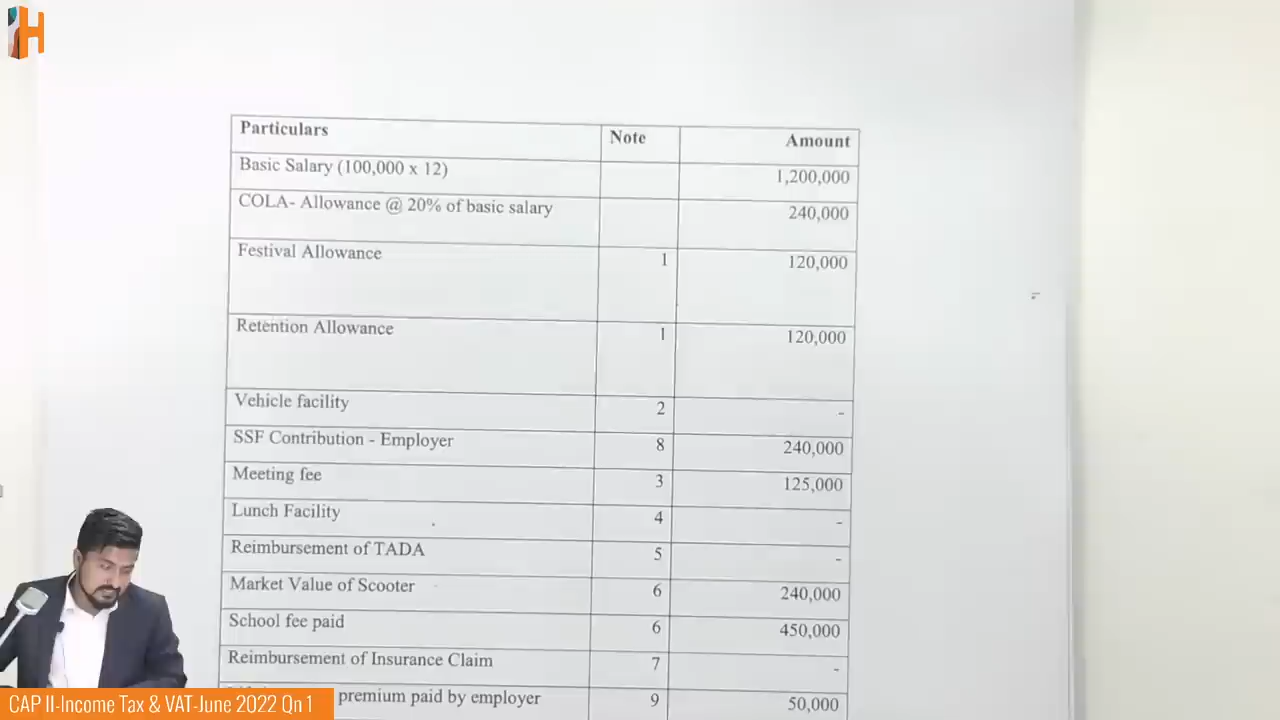 H
Particulars Note Amount
Basic Salary (100,000 x 12) 1,200,000
COLA- Allowance @ 20% of basic salary 240,000
Festival Allowance 1 120,000
Retention Allowance 1 120,000
Vehicle facility 2 -
SSF Contribution - Employer 8 240,000
Meeting fee 3 125,000
Lunch Facility 4 -
Reimbursement of TADA 5 -
Market Value of Scooter 6 240,000
School fee paid 6 450,000
Reimbursement of Insurance Claim 7 -
premium paid by employer 9 50,000
CAP II-Income Tax & VAT-June 2022 Qn 1